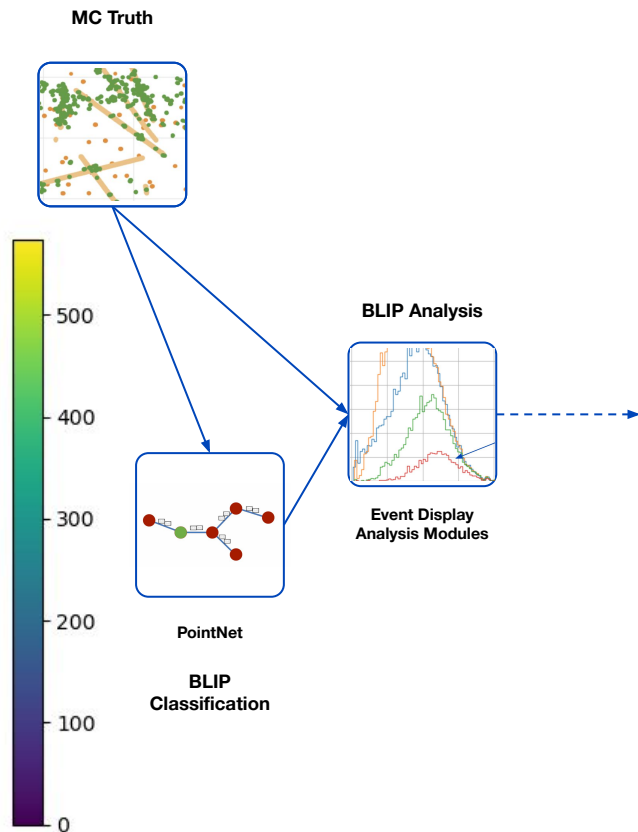 MC Truth
BLIP Analysis
Event Display
Analysis Modules
PointNet
BLIP
Classification
500
400
300
200
100
0